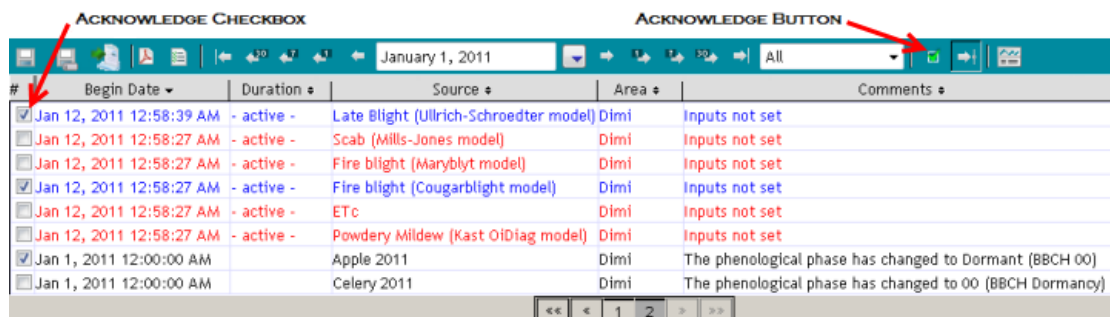 ACKNOWLEDGE CHECKBOX ACKNOWLEDGE BUTTON
30 7 1 January 1, 2011 1 7 30 All
# Begin Date Duration Source Area Comments
Jan 12, 2011 12:58:39 AM - active - Late Blight (Ullrich-Schroedter model) Dimi Inputs not set
Jan 12, 2011 12:58:27 AM - active - Scab (Mills-Jones model) Dimi Inputs not set
Jan 12, 2011 12:58:27 AM - active - Fire blight (Maryblyt model) Dimi Inputs not set
Jan 12, 2011 12:58:27 AM - active - Fire blight (Cougarblight model) Dimi Inputs not set
Jan 12, 2011 12:58:27 AM - active - ETc Dimi Inputs not set
Jan 12, 2011 12:58:27 AM - active - Powdery Mildew (Kast OiDiag model) Dimi Inputs not set
Jan 1, 2011 12:00:00 AM Apple 2011 Dimi The phenological phase has changed to Dormant (BBCH 00)
Jan 1, 2011 12:00:00 AM Celery 2011 Dimi The phenological phase has changed to 00 (BBCH Dormancy)
<< < 1 2 > >>